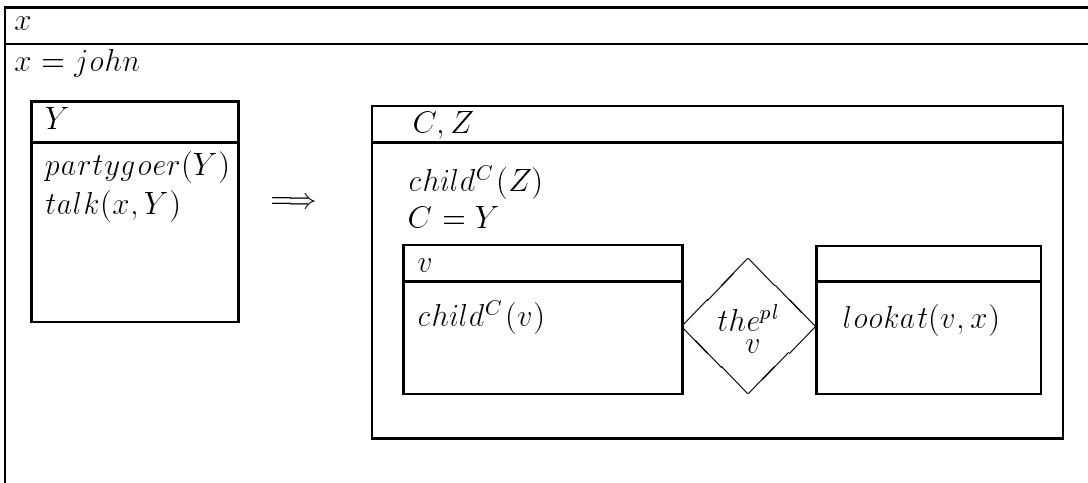 x
x = john
Y
partygoer(Y)
talk(x, Y)
⟹
C, Z
child^C(Z)
C = Y
v
child^C(v)
the^pl
v
lookat(v, x)